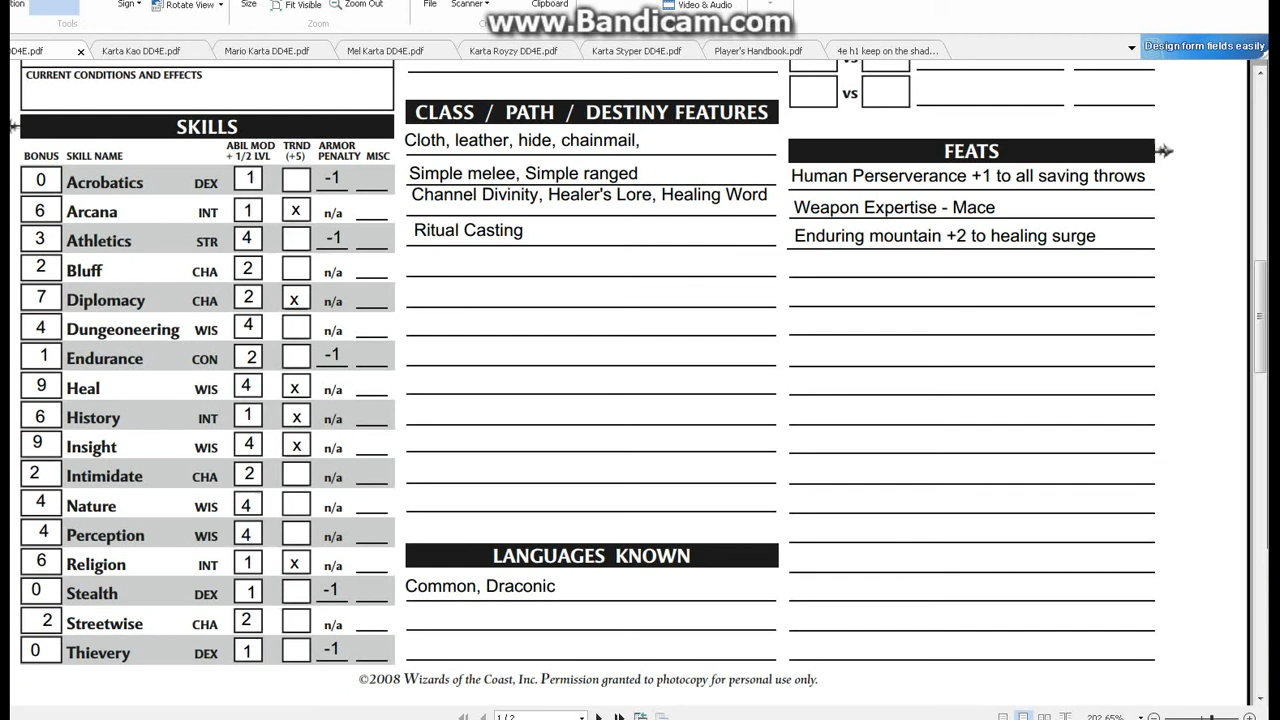 ion
Sign
Rotate View
Size
Fit Visible
Zoom Out
File
Scanner
Clipboard
Video & Audio
Tools
Zoom
www.Bandicam.com
DD4E.pdf x Karta Kao DD4E.pdf Mario Karta DD4E.pdf Mel Karta DD4E.pdf Karta Royzy DD4E.pdf Karta Styper DD4E.pdf Player's Handbook.pdf 4e h1 keep on the shad...
Design form fields easily
CURRENT CONDITIONS AND EFFECTS
SKILLS
BONUS SKILL NAME ABIL MOD + 1/2 LVL TRND (+5) ARMOR PENALTY MISC
0 Acrobatics DEX 1 -1
6 Arcana INT 1 x n/a
3 Athletics STR 4 -1
2 Bluff CHA 2 n/a
7 Diplomacy CHA 2 x n/a
4 Dungeoneering WIS 4 n/a
1 Endurance CON 2 -1
9 Heal WIS 4 x n/a
6 History INT 1 x n/a
9 Insight WIS 4 x n/a
2 Intimidate CHA 2 n/a
4 Nature WIS 4 n/a
4 Perception WIS 4 n/a
6 Religion INT 1 x n/a
0 Stealth DEX 1 -1
2 Streetwise CHA 2 n/a
0 Thievery DEX 1 -1
CLASS / PATH / DESTINY FEATURES
Cloth, leather, hide, chainmail,
Simple melee, Simple ranged
Channel Divinity, Healer's Lore, Healing Word
Ritual Casting
LANGUAGES KNOWN
Common, Draconic
vs
vs
FEATS
Human Perserverance +1 to all saving throws
Weapon Expertise - Mace
Enduring mountain +2 to healing surge
©2008 Wizards of the Coast, Inc. Permission granted to photocopy for personal use only.
1 / 2
202,65%